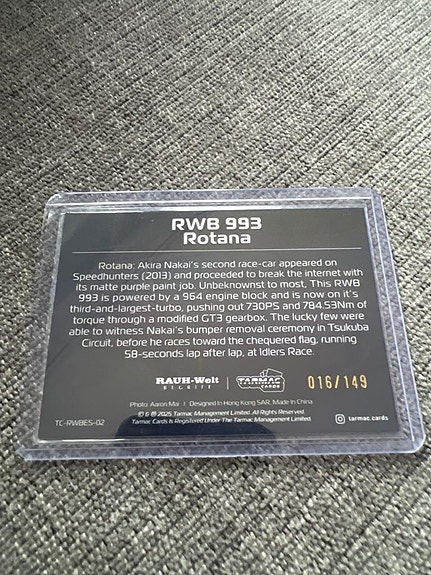 RWB 993
Rotana
Rotana: Akira Nakai's second race-car appeared on
Speedhunters (2013) and proceeded to break the internet with
its matte purple paint job. Unbeknownst to most, This RWB
993 is powered by a 964 engine block and is now on it's
third-and-largest-turbo, pushing out 730PS and 784.53Nm of
torque through a modified GT3 gearbox. The lucky few were
able to witness Nakai's bumper removal ceremony in Tsukuba
Circuit, before he races toward the chequered flag, running
58-seconds lap after lap, at Idlers Race.
RAUH-Welt
BEGRIFF
TARMAC
CARDS
016/149
Photo: Aaron Mai | Designed in Hong Kong SAR, Made in China
© & ® 2025 Tarmac Management Limited. All Rights Reserved.
Tarmac Cards Is Registered Under The Tarmac Management Limited.
TC-RWBES-02
tarmac.cards